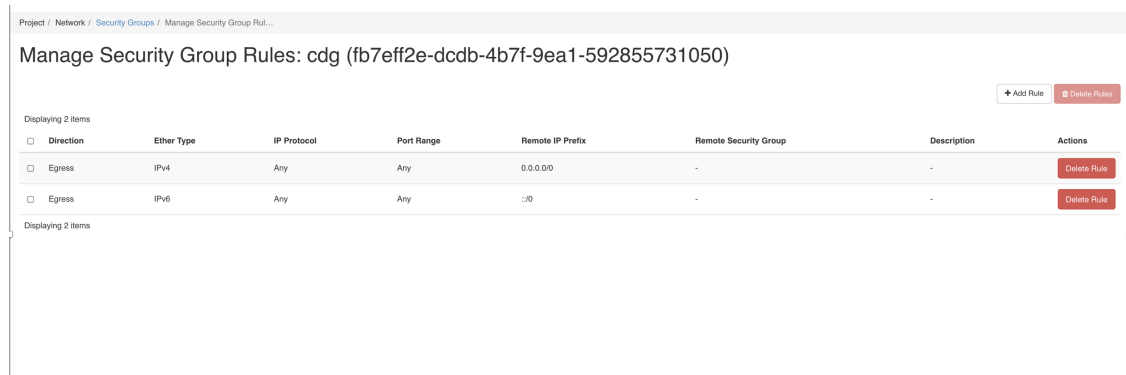 Project / Network / Security Groups / Manage Security Group Rul...
Manage Security Group Rules: cdg (fb7eff2e-dcdb-4b7f-9ea1-592855731050)
+ Add Rule Delete Rules
Displaying 2 items
Direction Ether Type IP Protocol Port Range Remote IP Prefix Remote Security Group Description Actions
Egress IPv4 Any Any 0.0.0.0/0 - - Delete Rule
Egress IPv6 Any Any ::/0 - - Delete Rule
Displaying 2 items